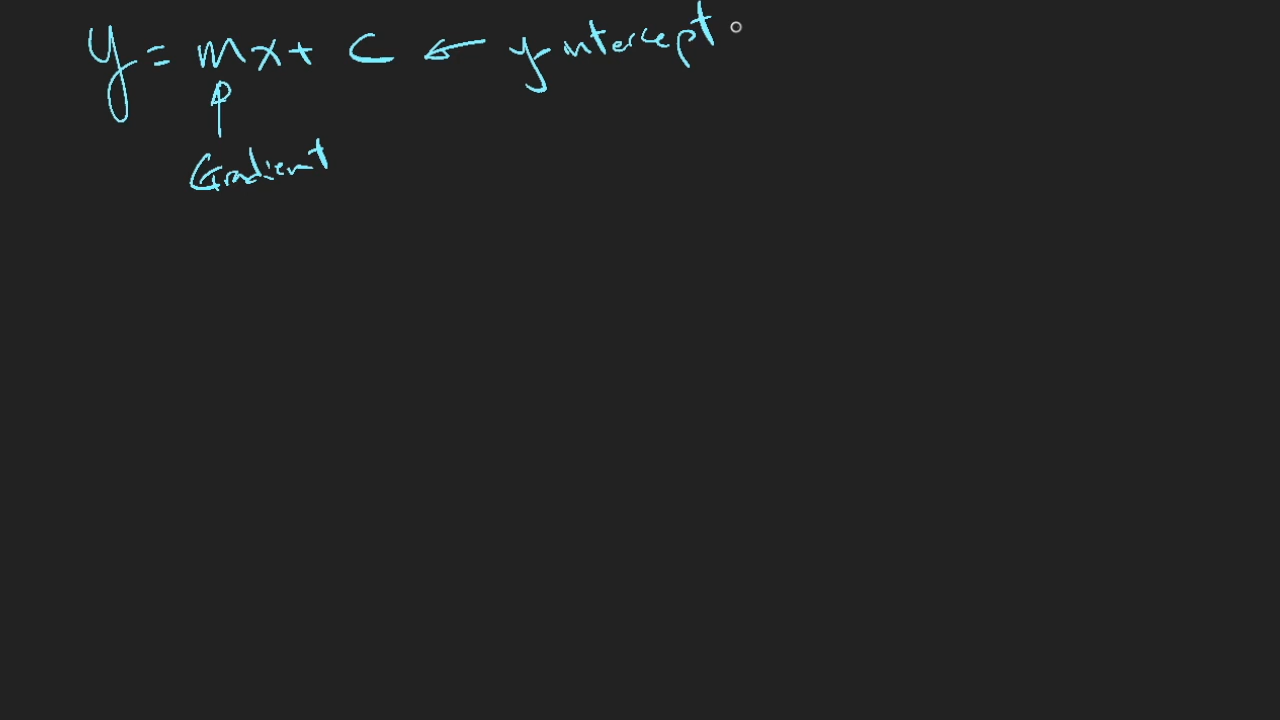 y = mx + c ← y intercept
↑
Gradient